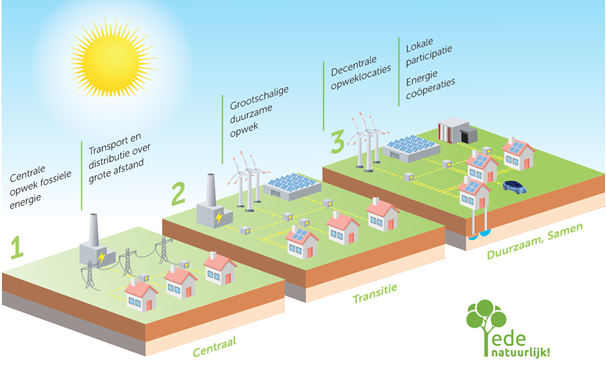 1
Centrale
opwek fossiele
energie
Transport en
distributie over
grote afstand
Centraal
2
Grootschalige
duurzame
opwek
Transitie
3
Decentrale
opweklocaties
Lokale
participatie
Energie
coöperaties
Duurzaam, Samen
ede
natuurlijk!